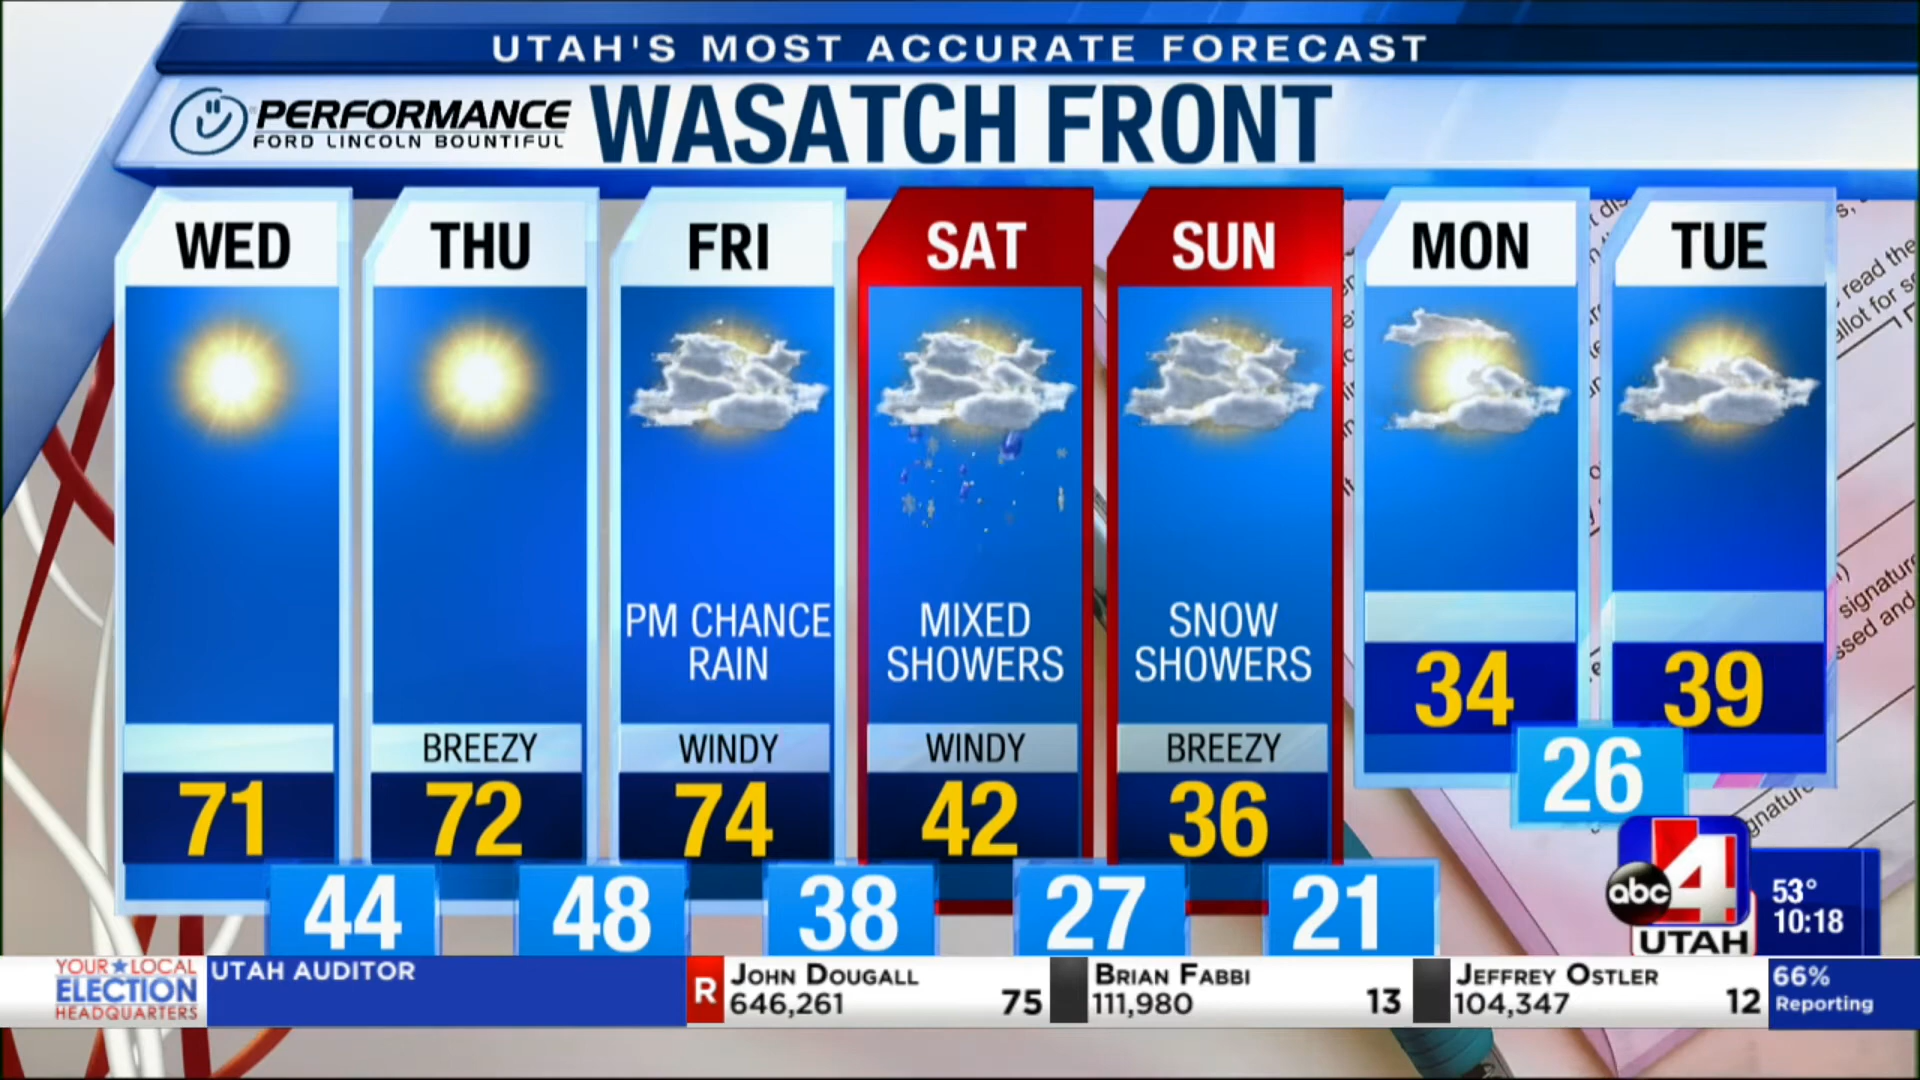 UTAH'S MOST ACCURATE FORECAST
PERFORMANCE
FORD LINCOLN BOUNTIFUL
WASATCH FRONT
WED
71
44
THU
BREEZY
72
48
FRI
PM CHANCE
RAIN
WINDY
74
38
SAT
MIXED
SHOWERS
WINDY
42
27
SUN
SNOW
SHOWERS
BREEZY
36
21
MON
34
26
TUE
39
read the
signature
abc
4
UTAH
53°
10:18
YOUR★LOCAL
ELECTION
HEADQUARTERS
UTAH AUDITOR
R
JOHN DOUGALL
646,261 75
BRIAN FABBI
111,980 13
JEFFREY OSTLER
104,347 12
66%
Reporting